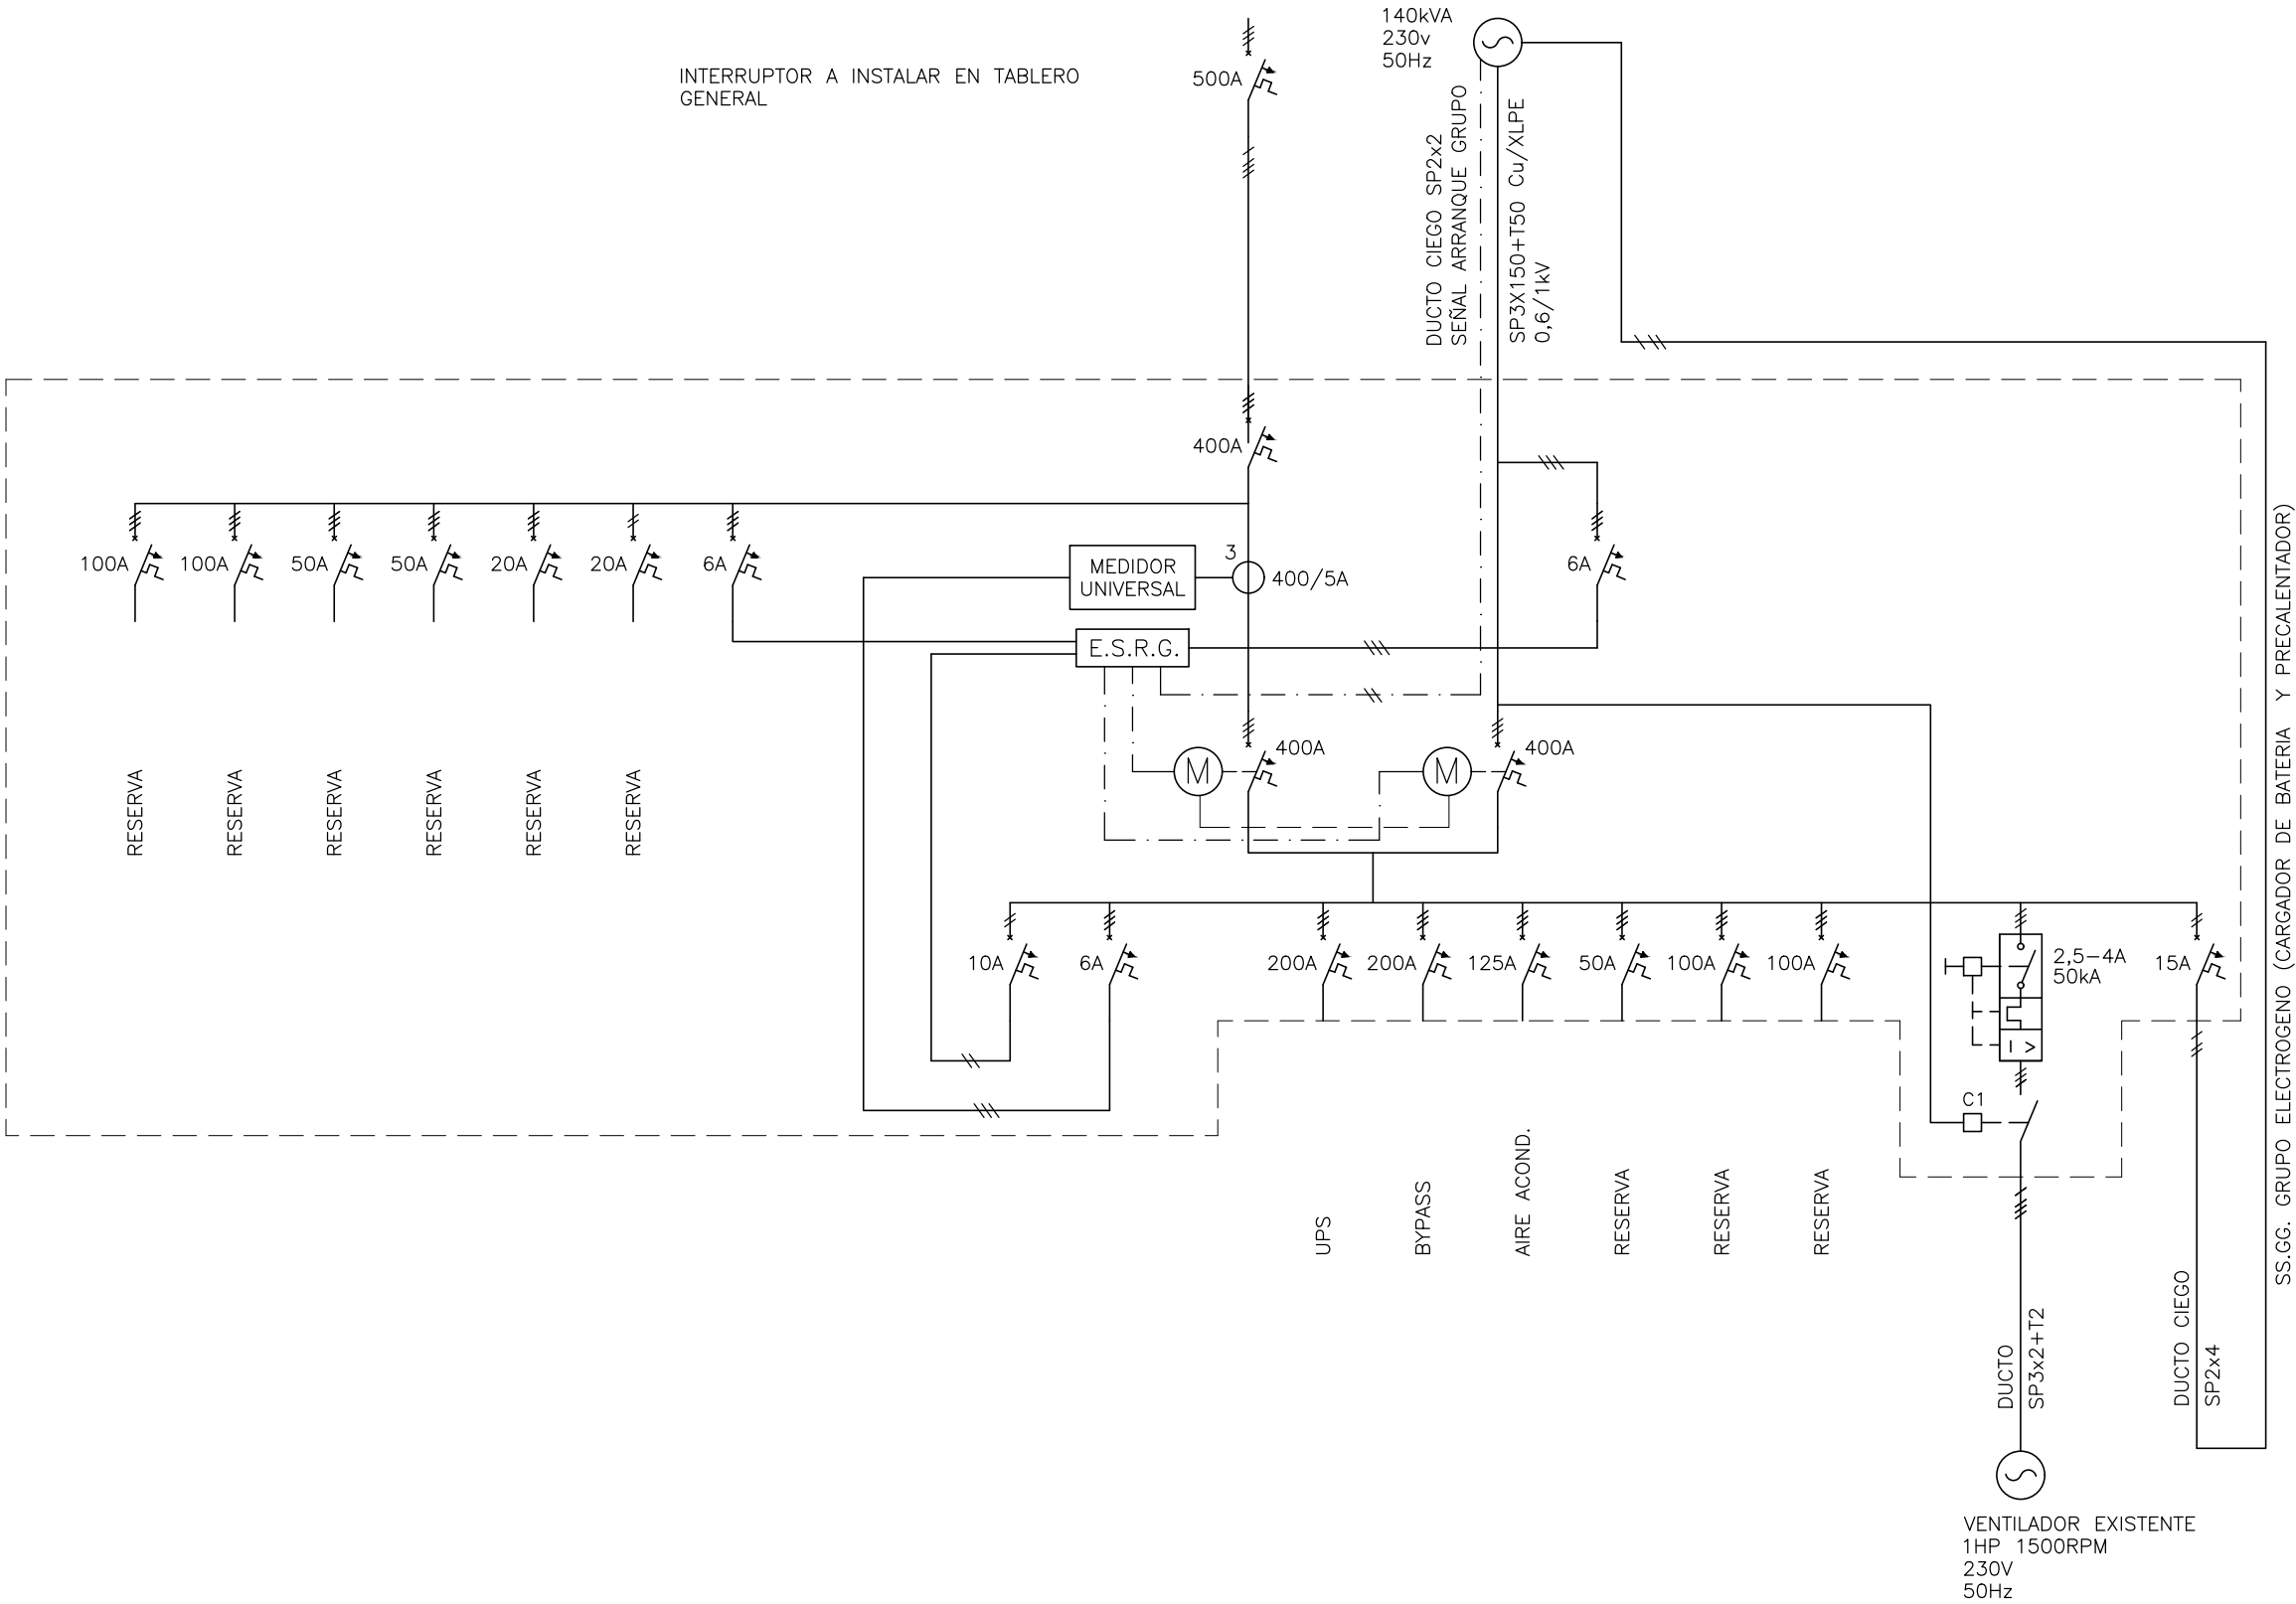 140kVA
230v
50Hz
INTERRUPTOR A INSTALAR EN TABLERO
GENERAL
500A
DUCTO CIEGO SP2x2
SEÑAL ARRANQUE GRUPO
SP3X150+T50 Cu/XLPE
0,6/1kV
400A
100A
100A
50A
50A
20A
20A
6A
MEDIDOR
UNIVERSAL
3
400/5A
6A
E.S.R.G.
M
400A
M
400A
RESERVA
RESERVA
RESERVA
RESERVA
RESERVA
RESERVA
10A
6A
200A
200A
125A
50A
100A
100A
2,5-4A
50kA
15A
I >
C1
UPS
BYPASS
AIRE ACOND.
RESERVA
RESERVA
RESERVA
DUCTO
SP3x2+T2
DUCTO CIEGO
SP2x4
SS.GG. GRUPO ELECTROGENO (CARGADOR DE BATERIA Y PRECALENTADOR)
VENTILADOR EXISTENTE
1HP 1500RPM
230V
50Hz